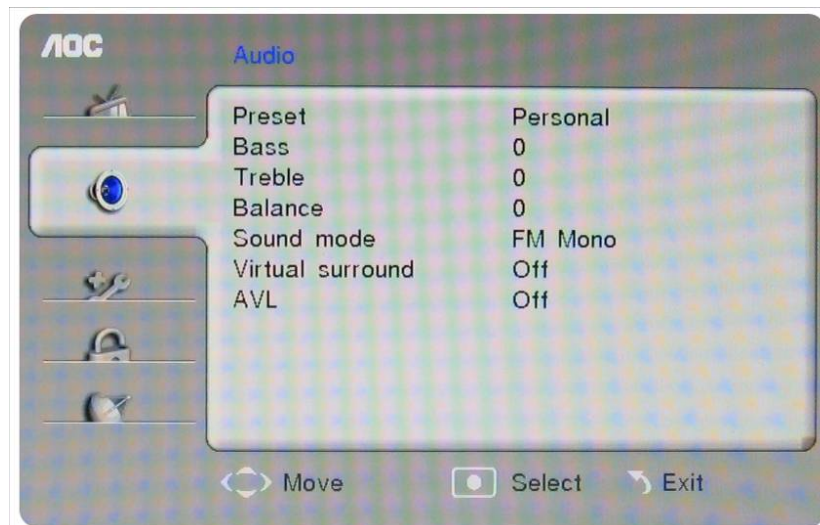 AOC
Audio
Preset Personal
Bass 0
Treble 0
Balance 0
Sound mode FM Mono
Virtual surround Off
AVL Off
Move Select Exit